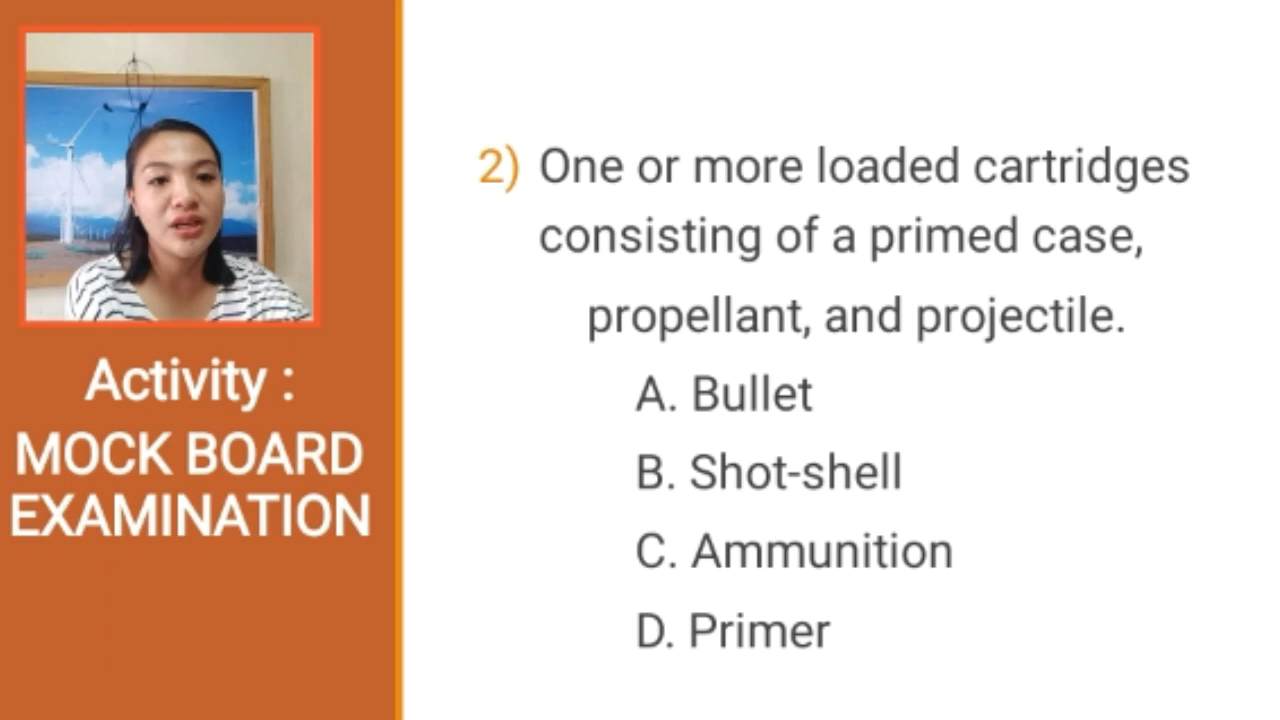 Activity :
MOCK BOARD
EXAMINATION
2) One or more loaded cartridges
consisting of a primed case,
propellant, and projectile.
A. Bullet
B. Shot-shell
C. Ammunition
D. Primer